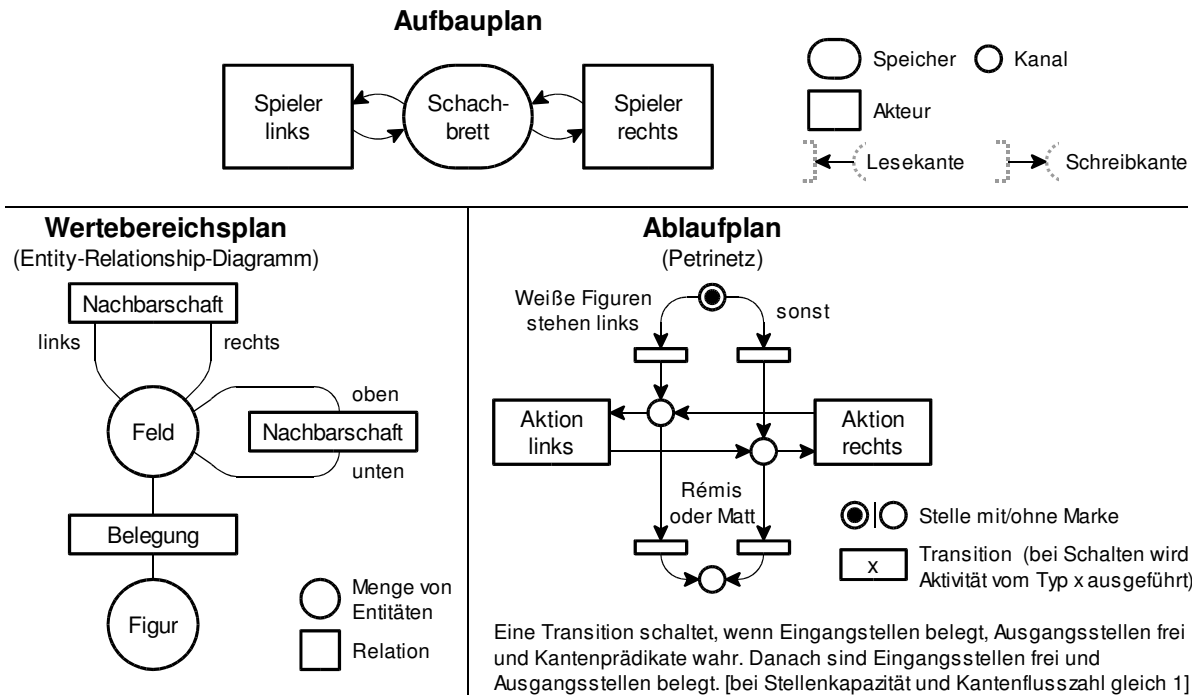 Aufbauplan
Spieler
links
Schach-
brett
Spieler
rechts
Speicher
Kanal
Akteur
Lesekante
Schreibkante
Wertebereichsplan
(Entity-Relationship-Diagramm)
Nachbarschaft
links
rechts
Feld
oben
Nachbarschaft
unten
Belegung
Figur
Menge von
Entitäten
Relation
Ablaufplan
(Petrinetz)
Weiße Figuren
stehen links
sonst
Aktion
links
Aktion
rechts
Rémis
oder Matt
Stelle mit/ohne Marke
x
Transition (bei Schalten wird
Aktivität vom Typ x ausgeführt)
Eine Transition schaltet, wenn Eingangstellen belegt, Ausgangsstellen frei
und Kantenprädikate wahr. Danach sind Eingangsstellen frei und
Ausgangsstellen belegt. [bei Stellenkapazität und Kantenflusszahl gleich 1]